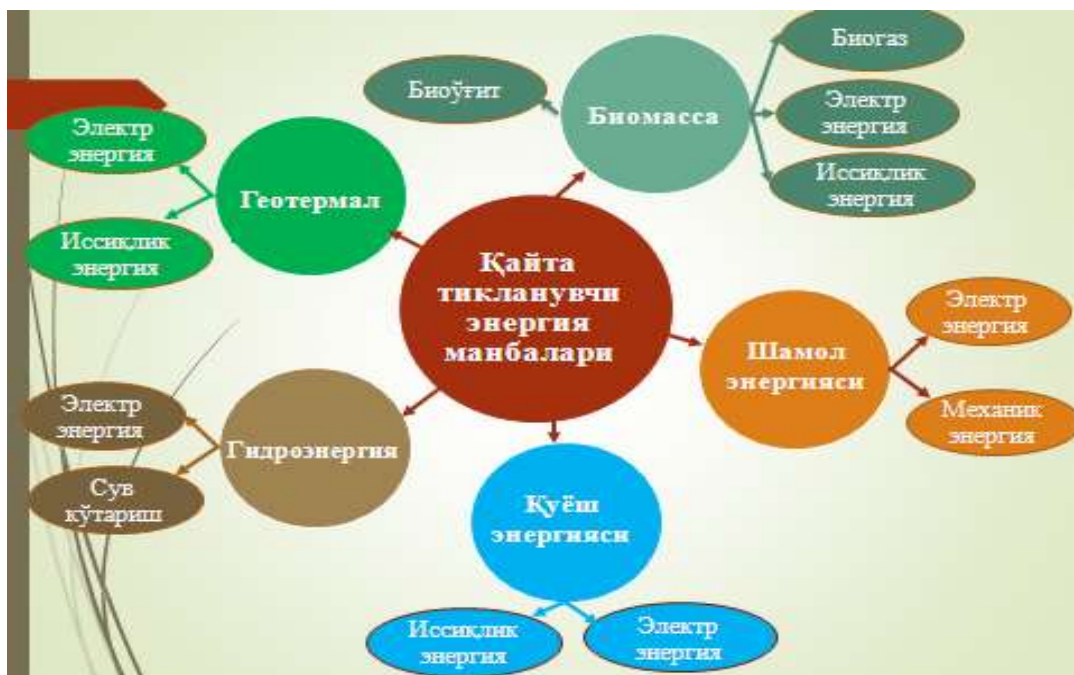 Биогаз
Биоўғит
Биомасса
Электр
энергия
Иссиқлик
энергия
Электр
энергия
Геотермал
Иссиқлик
энергия
Қайта
тикланувчи
энергия
манбалари
Шамол
энергияси
Электр
энергия
Механик
энергия
Электр
энергия
Гидроэнергия
Сув
кўтариш
Қуёш
энергияси
Иссиқлик
энергия
Электр
энергия